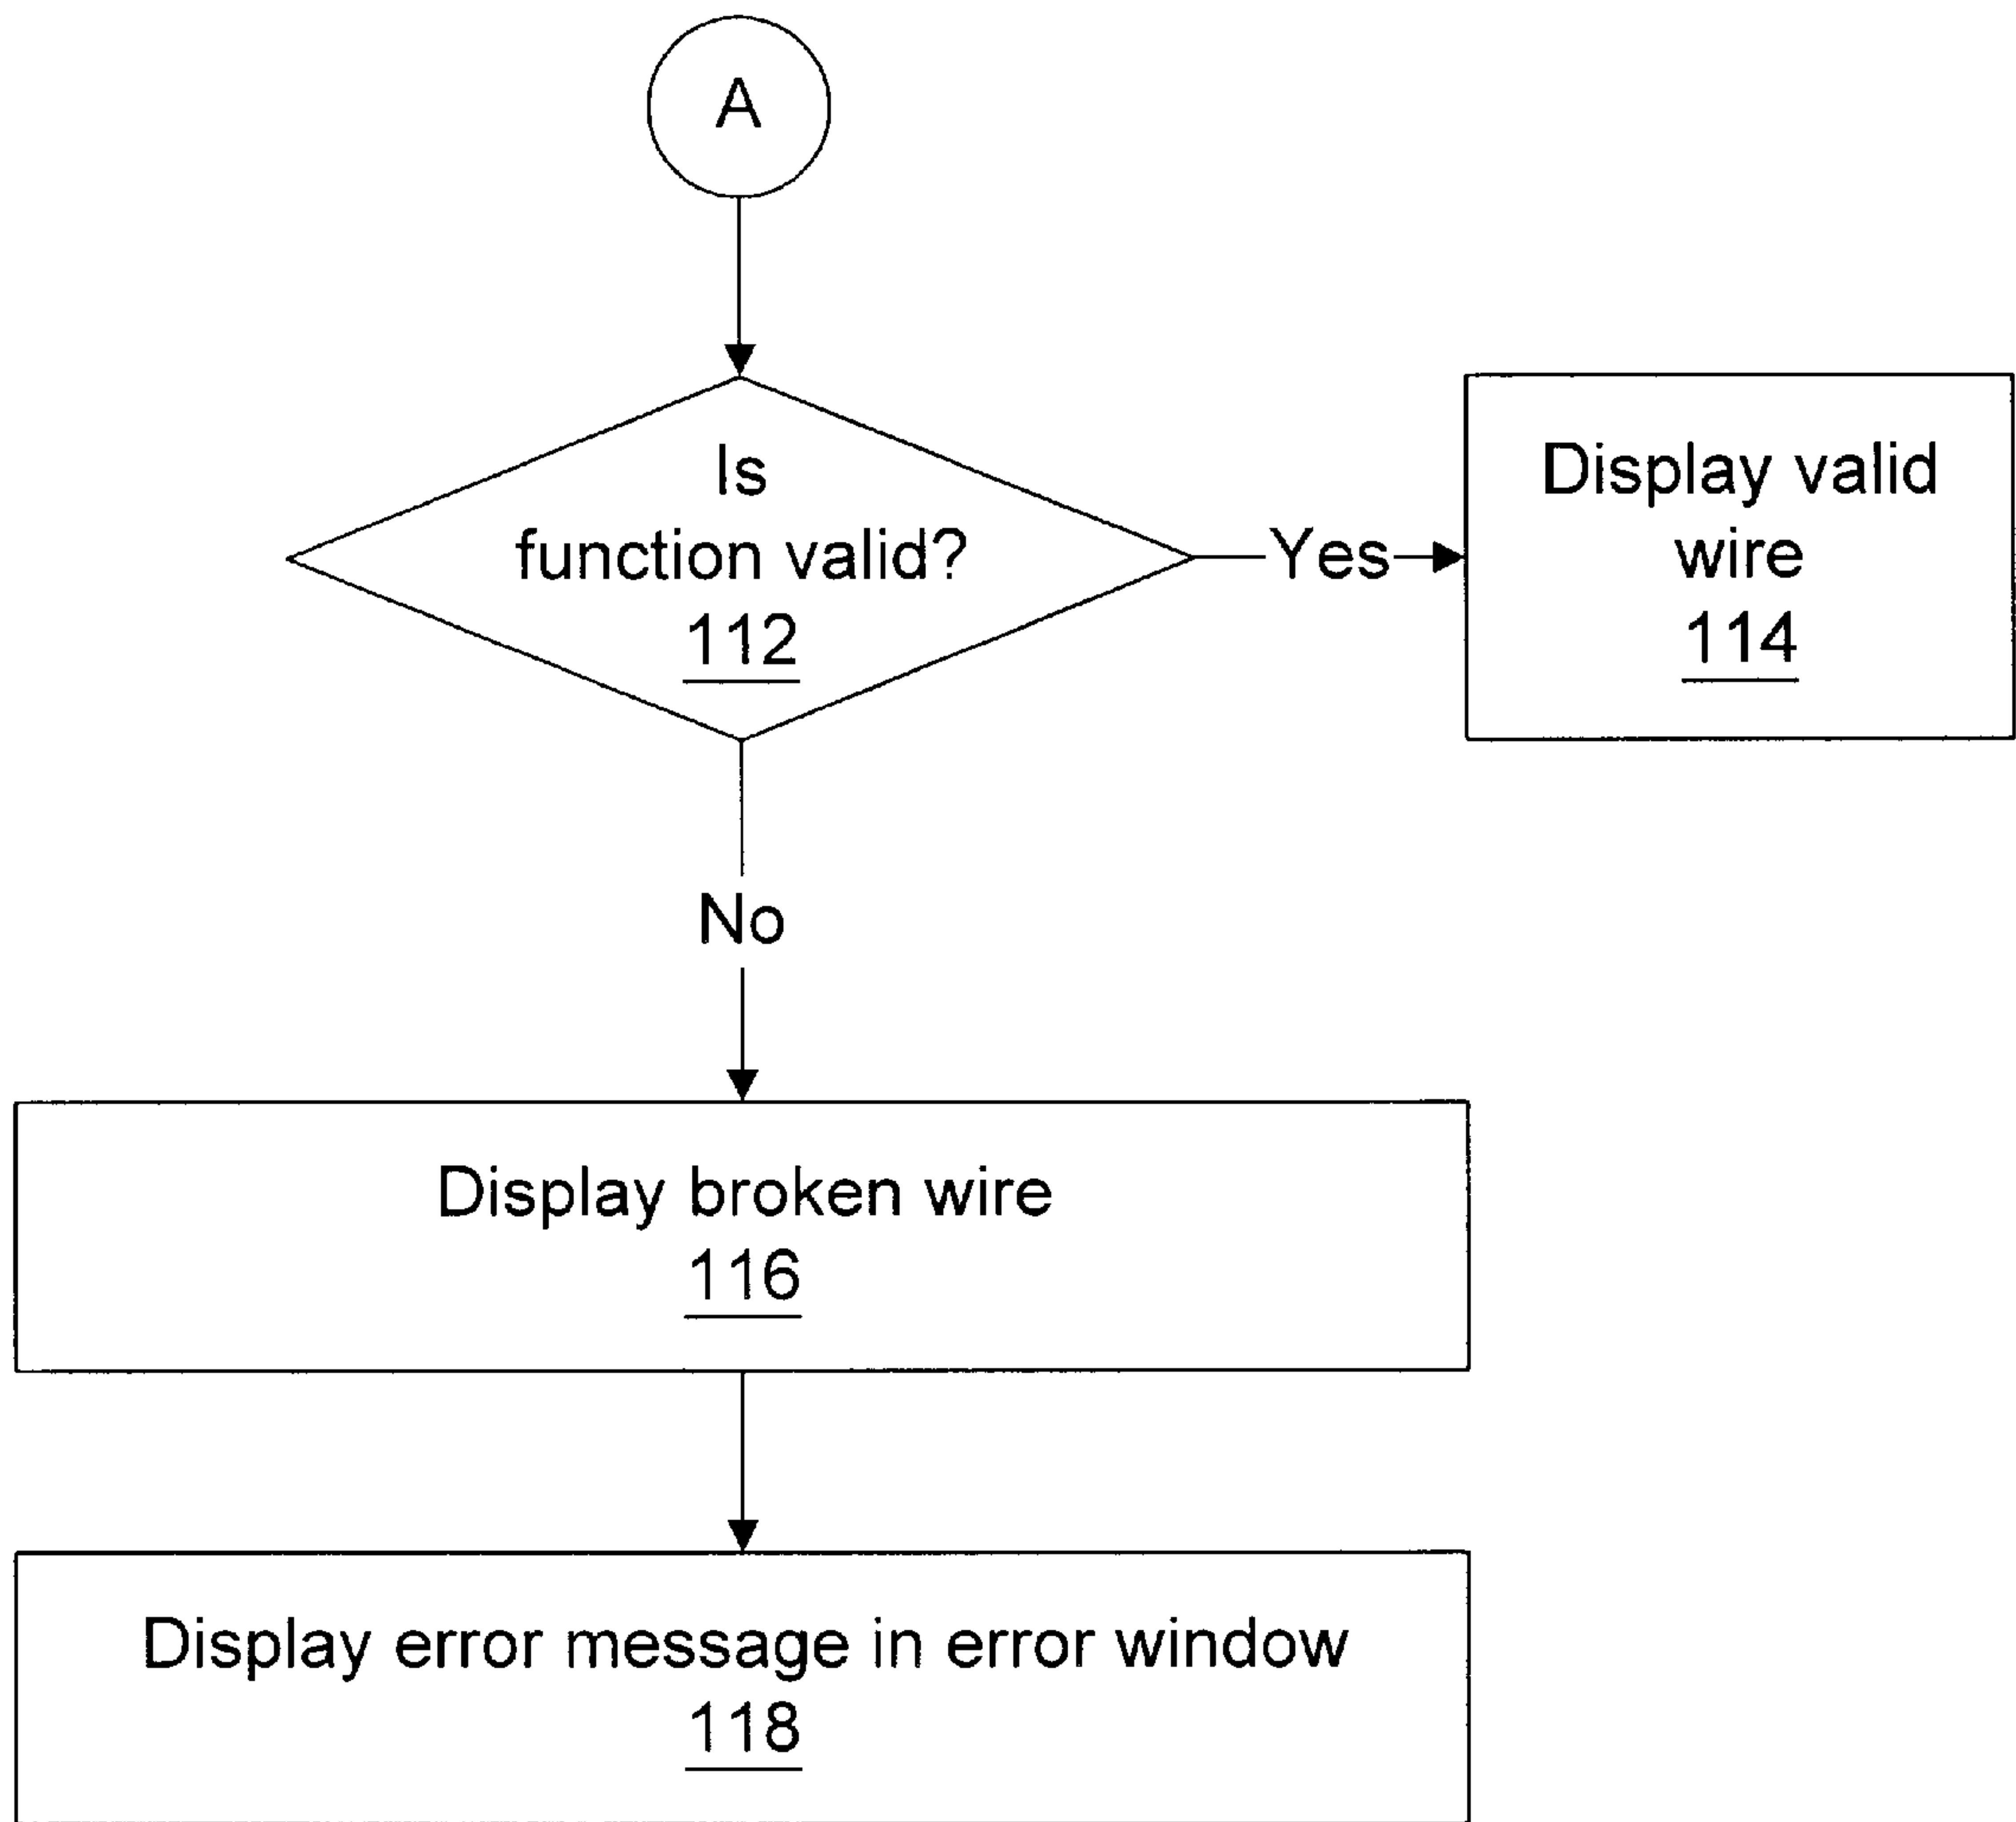 A
Is
function valid?
112
Yes
Display valid
wire
114
No
Display broken wire
116
Display error message in error window
118